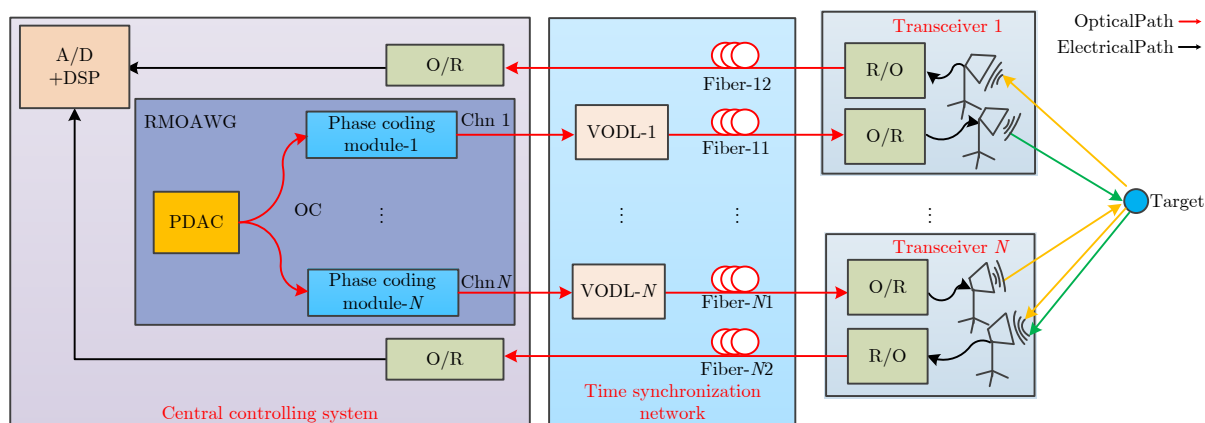 A/D
+DSP
O/R
Fiber-12
Transceiver 1
R/O
OpticalPath
ElectricalPath
RMOAWG
Phase coding
module-1
Chn 1
VODL-1
Fiber-11
O/R
PDAC
OC
⋮
⋮
⋮
⋮
Target
Phase coding
module-N
Chn N
VODL-N
Fiber-N1
Transceiver N
O/R
O/R
Fiber-N2
R/O
Central controlling system
Time synchronization
network